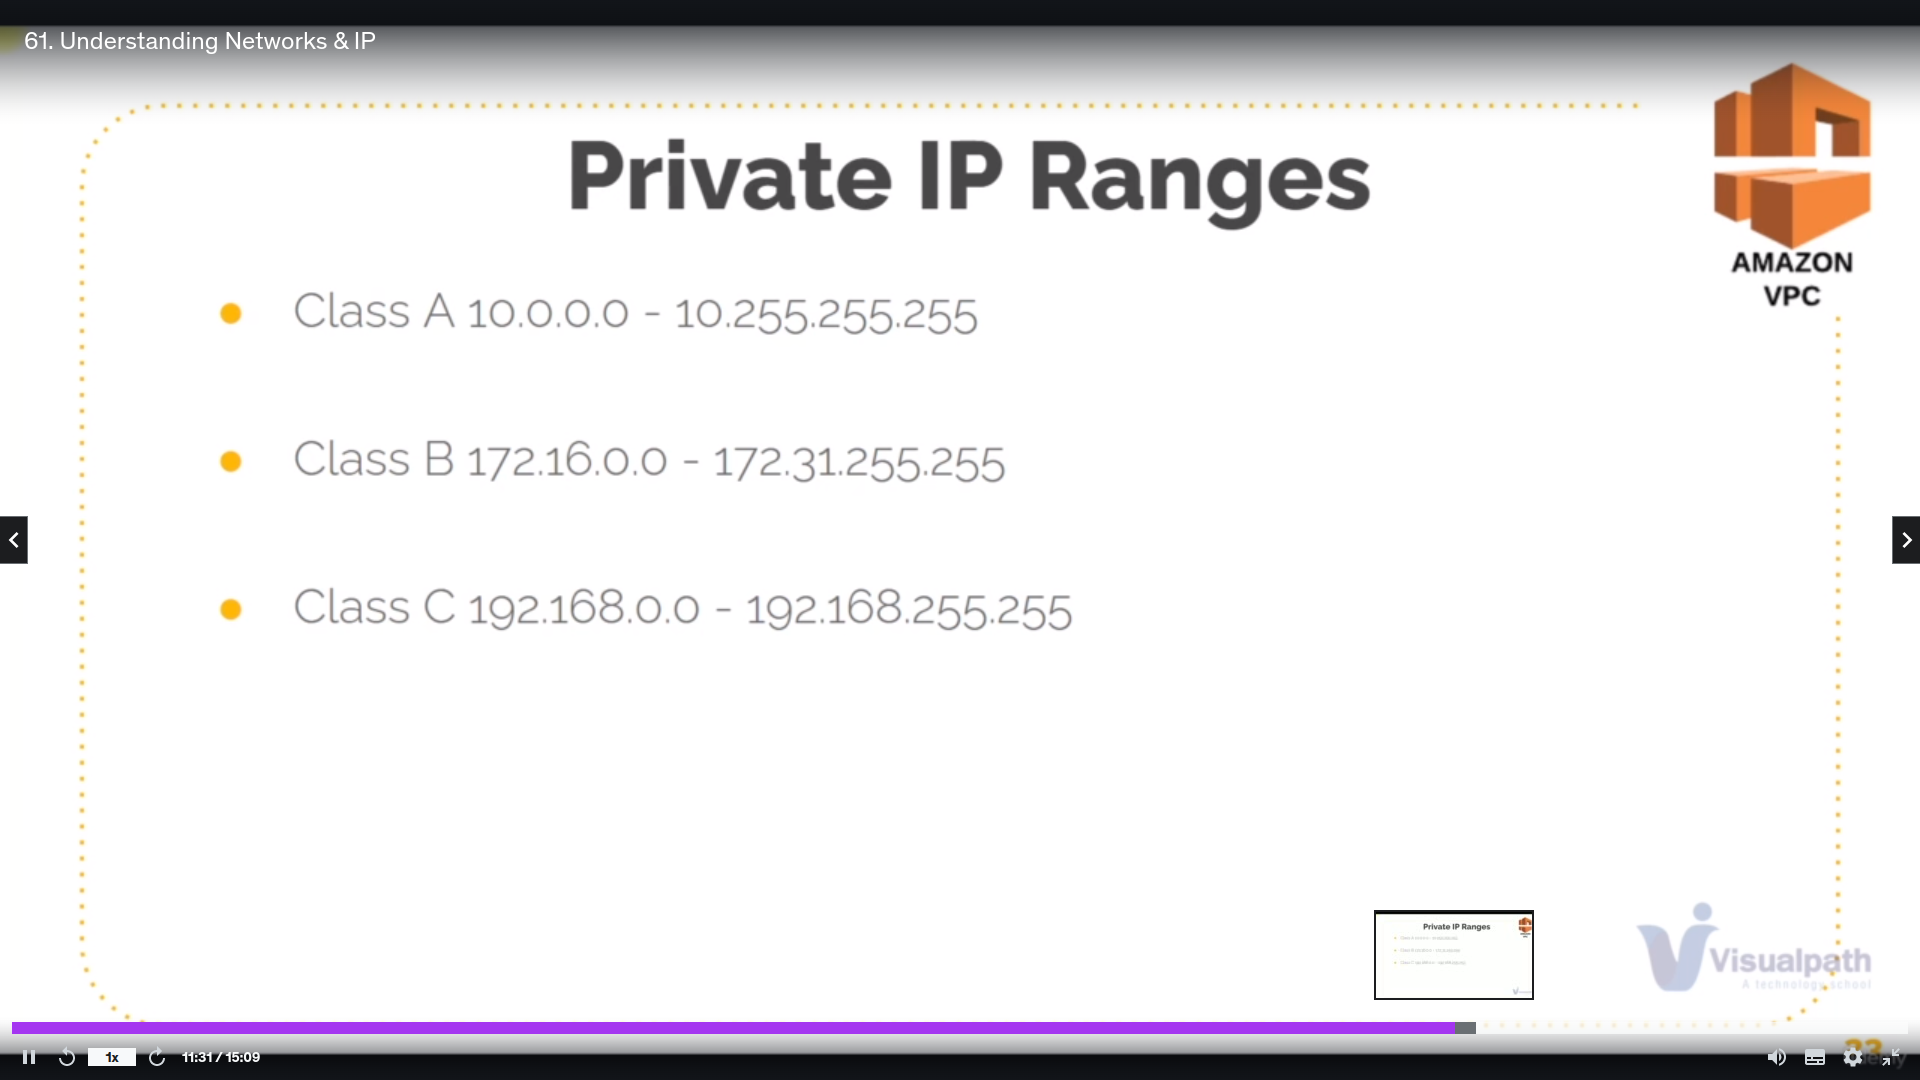 61. Understanding Networks & IP
Private IP Ranges
AMAZON
VPC
Class A 10.0.0.0 - 10.255.255.255
Class B 172.16.0.0 - 172.31.255.255
Class C 192.168.0.0 - 192.168.255.255
Private IP Ranges
Visualpath
A technology school
1x
11:31 / 15:09
23